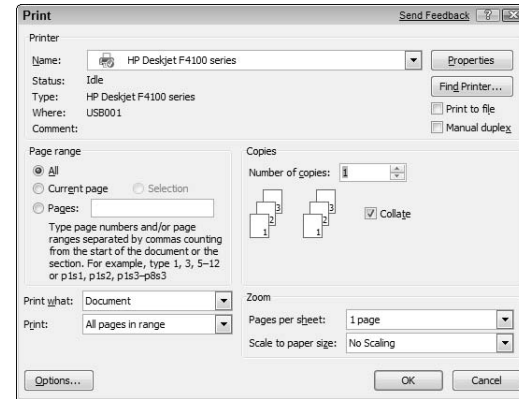 Print Send Feedback ?
Printer
Name: HP Deskjet F4100 series Properties
Status: Idle Find Printer...
Type: HP Deskjet F4100 series
Where: USB001 Print to file
Comment: Manual duplex
Page range
All
Current page Selection
Pages:
Type page numbers and/or page
ranges separated by commas counting
from the start of the document or the
section. For example, type 1, 3, 5–12
or p1s1, p1s2, p1s3–p8s3
Copies
Number of copies: 1
3 3
2 2
1 1
Collate
Print what: Document
Print: All pages in range
Zoom
Pages per sheet: 1 page
Scale to paper size: No Scaling
Options... OK Cancel